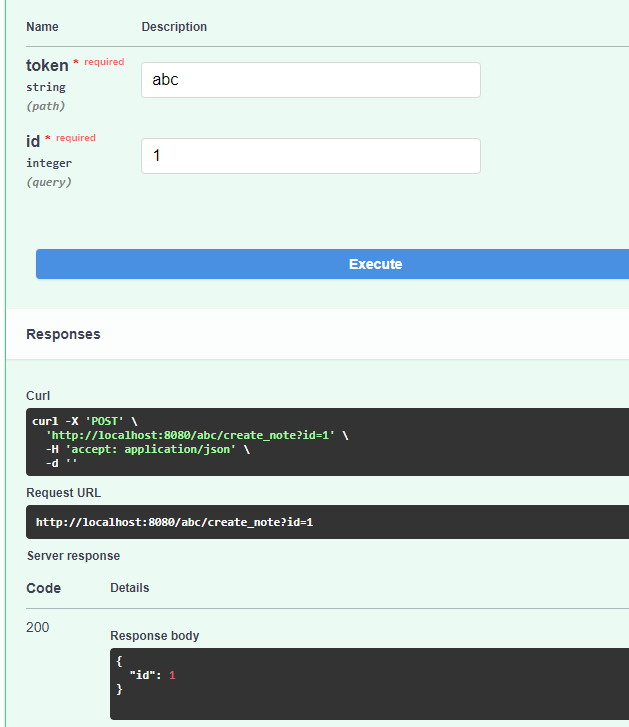 Name Description
token * required
string
(path)
abc
id * required
integer
(query)
1
Execute
Responses
Curl
curl -X 'POST' \
'http://localhost:8080/abc/create_note?id=1' \
-H 'accept: application/json' \
-d ''
Request URL
http://localhost:8080/abc/create_note?id=1
Server response
Code Details
200
Response body
{
"id": 1
}